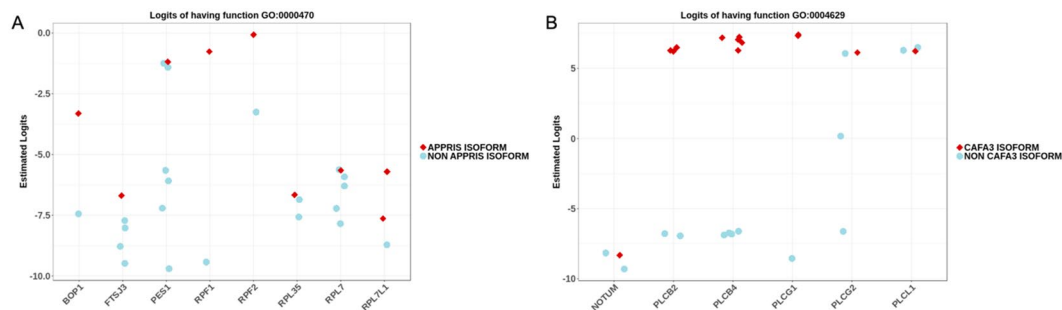 A
Logits of having function GO:0000470
Estimated Logits
0.0
-2.5
-5.0
-7.5
-10.0
BOP1
FTSJ3
PES1
RPF1
RPF2
RPL35
RPL7
RPL7L1
APPRIS ISOFORM
NON APPRIS ISOFORM
B
Logits of having function GO:0004629
Estimated Logits
5
0
-5
-10
NOTUM
PLCB2
PLCB4
PLCG1
PLCG2
PLCL1
CAFA3 ISOFORM
NON CAFA3 ISOFORM